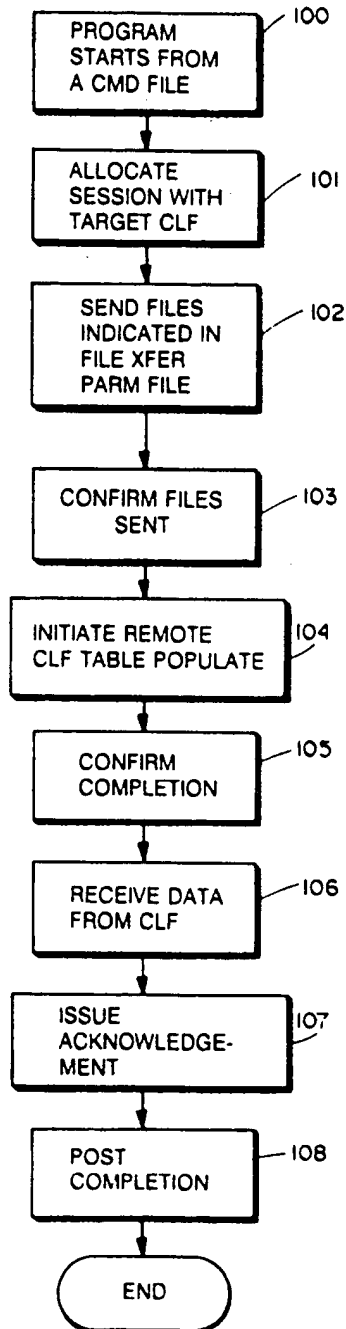 100
PROGRAM
STARTS FROM
A CMD FILE
101
ALLOCATE
SESSION WITH
TARGET CLF
102
SEND FILES
INDICATED IN
FILE XFER
PARM FILE
103
CONFIRM FILES
SENT
104
INITIATE REMOTE
CLF TABLE POPULATE
105
CONFIRM
COMPLETION
106
RECEIVE DATA
FROM CLF
107
ISSUE
ACKNOWLEDGE-
MENT
108
POST
COMPLETION
END